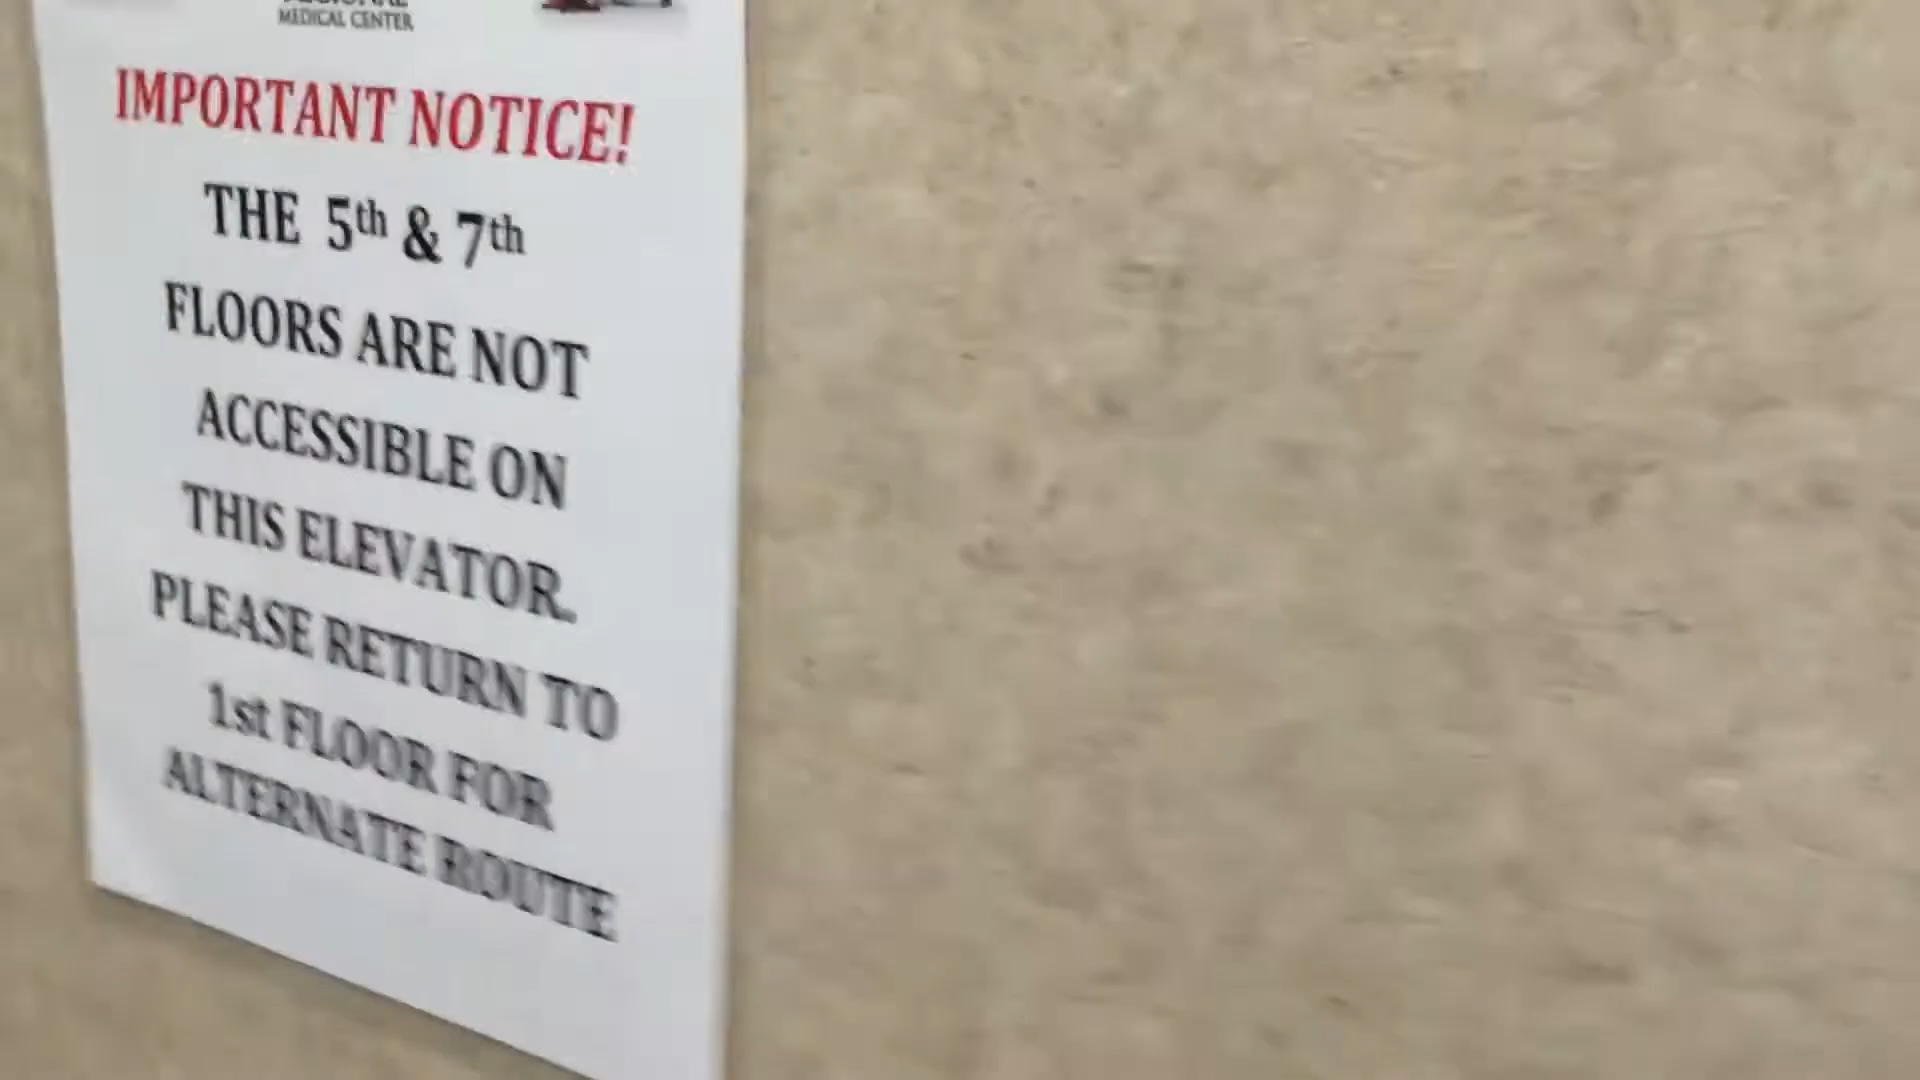 MEDICAL CENTER
IMPORTANT NOTICE!
THE 5th & 7th
FLOORS ARE NOT
ACCESSIBLE ON
THIS ELEVATOR.
PLEASE RETURN TO
1st FLOOR FOR
ALTERNATE ROUTE